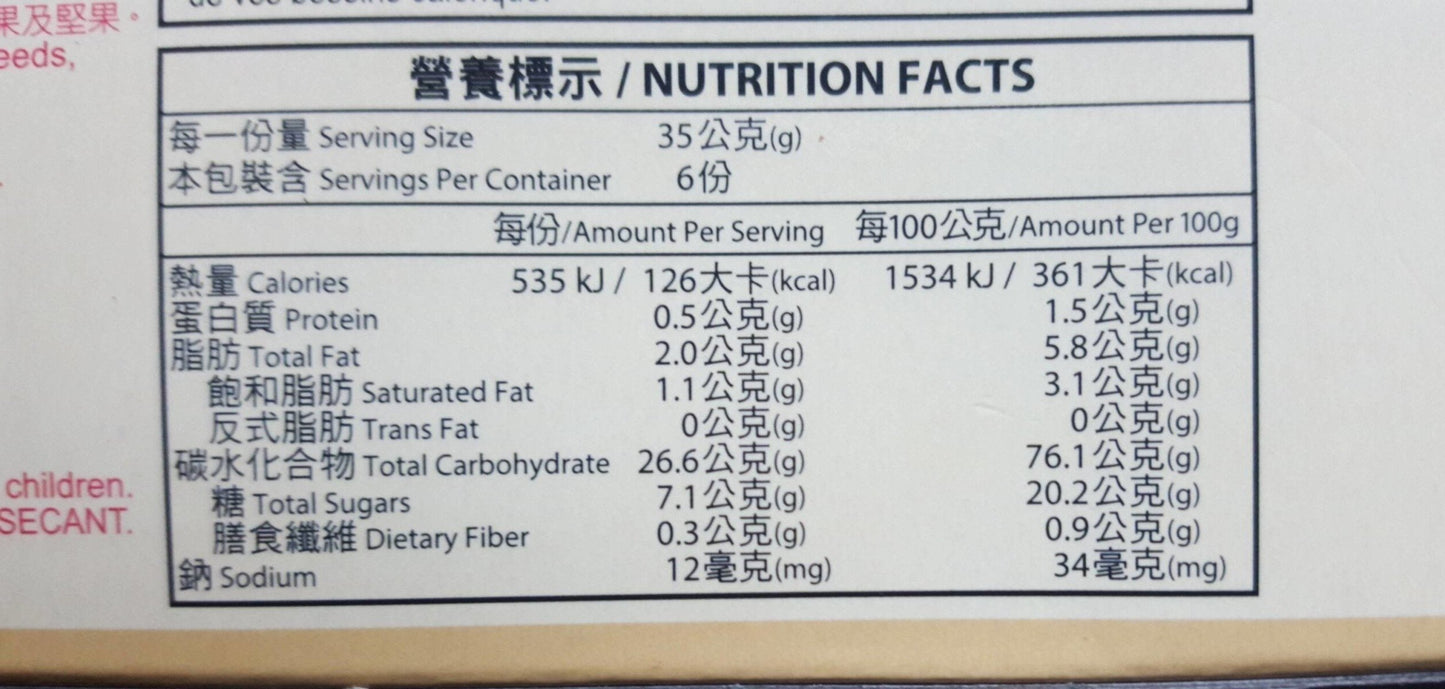 果及堅果。
eeds,
營養標示 / NUTRITION FACTS
每一份量 Serving Size 35公克(g)
本包裝含 Servings Per Container 6份
每份/Amount Per Serving 每100公克/Amount Per 100g
熱量 Calories 535 kJ / 126大卡(kcal) 1534 kJ / 361大卡(kcal)
蛋白質 Protein 0.5公克(g) 1.5公克(g)
脂肪 Total Fat 2.0公克(g) 5.8公克(g)
飽和脂肪 Saturated Fat 1.1公克(g) 3.1公克(g)
反式脂肪 Trans Fat 0公克(g) 0公克(g)
碳水化合物 Total Carbohydrate 26.6公克(g) 76.1公克(g)
糖 Total Sugars 7.1公克(g) 20.2公克(g)
膳食纖維 Dietary Fiber 0.3公克(g) 0.9公克(g)
鈉 Sodium 12毫克(mg) 34毫克(mg)
children.
SECANT.